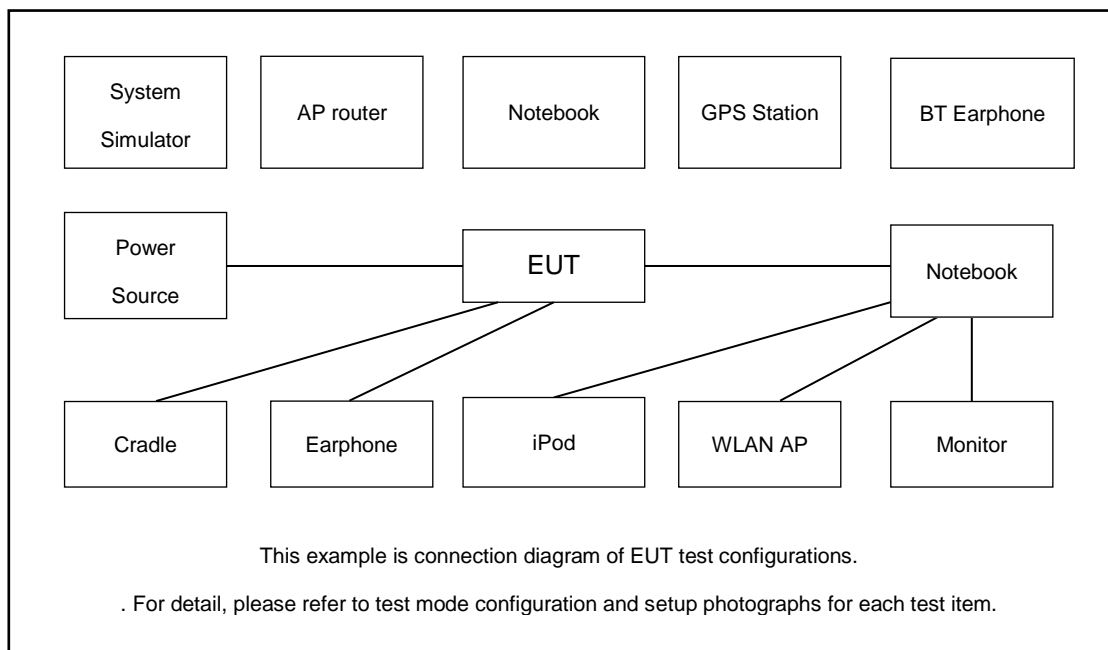 System
Simulator
AP router
Notebook
GPS Station
BT Earphone
Power
Source
EUT
Notebook
Cradle
Earphone
iPod
WLAN AP
Monitor
This example is connection diagram of EUT test configurations.
. For detail, please refer to test mode configuration and setup photographs for each test item.